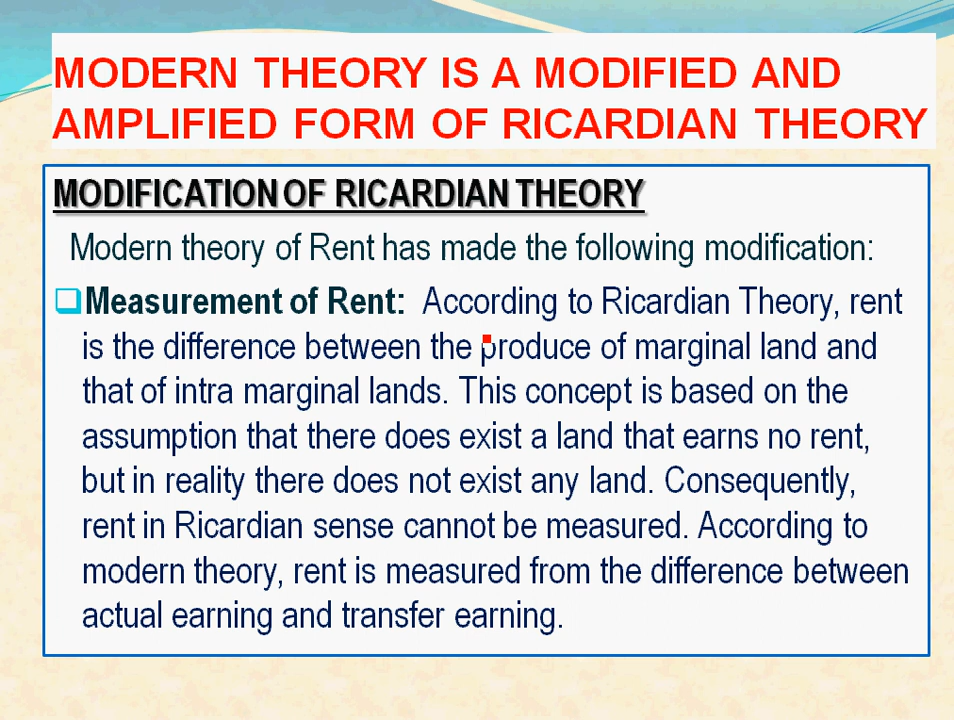 MODERN THEORY IS A MODIFIED AND
AMPLIFIED FORM OF RICARDIAN THEORY
MODIFICATION OF RICARDIAN THEORY
Modern theory of Rent has made the following modification:
Measurement of Rent: According to Ricardian Theory, rent
is the difference between the produce of marginal land and
that of intra marginal lands. This concept is based on the
assumption that there does exist a land that earns no rent,
but in reality there does not exist any land. Consequently,
rent in Ricardian sense cannot be measured. According to
modern theory, rent is measured from the difference between
actual earning and transfer earning.